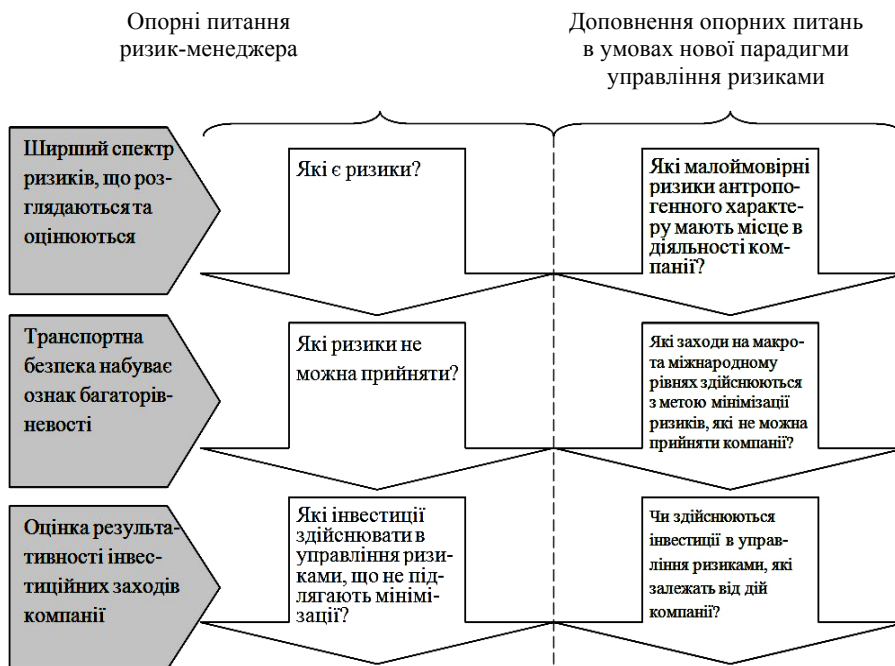 Опорні питання
ризик-менеджера
Доповнення опорних питань
в умовах нової парадигми
управління ризиками
Ширший спектр
ризиків, що роз-
глядаються та
оцінюються
Які є ризики?
Які малоймовірні
ризики антропо-
генного характе-
ру мають місце в
діяльності ком-
панії?
Транспортна
безпека набуває
ознак багаторів-
невості
Які ризики не
можна прийняти?
Які заходи на макро-
та міжнародному
рівнях здійснюються
з метою мінімізації
ризиків, які не можна
прийняти компанії?
Оцінка результа-
тивності інвес-
тиційних заходів
компанії
Які інвестиції
здійснювати в
управління ризи-
ками, що не під-
лягають мінімі-
зації?
Чи здійснюються
інвестиції в управ-
ління ризиками, які
залежать від дій
компанії?